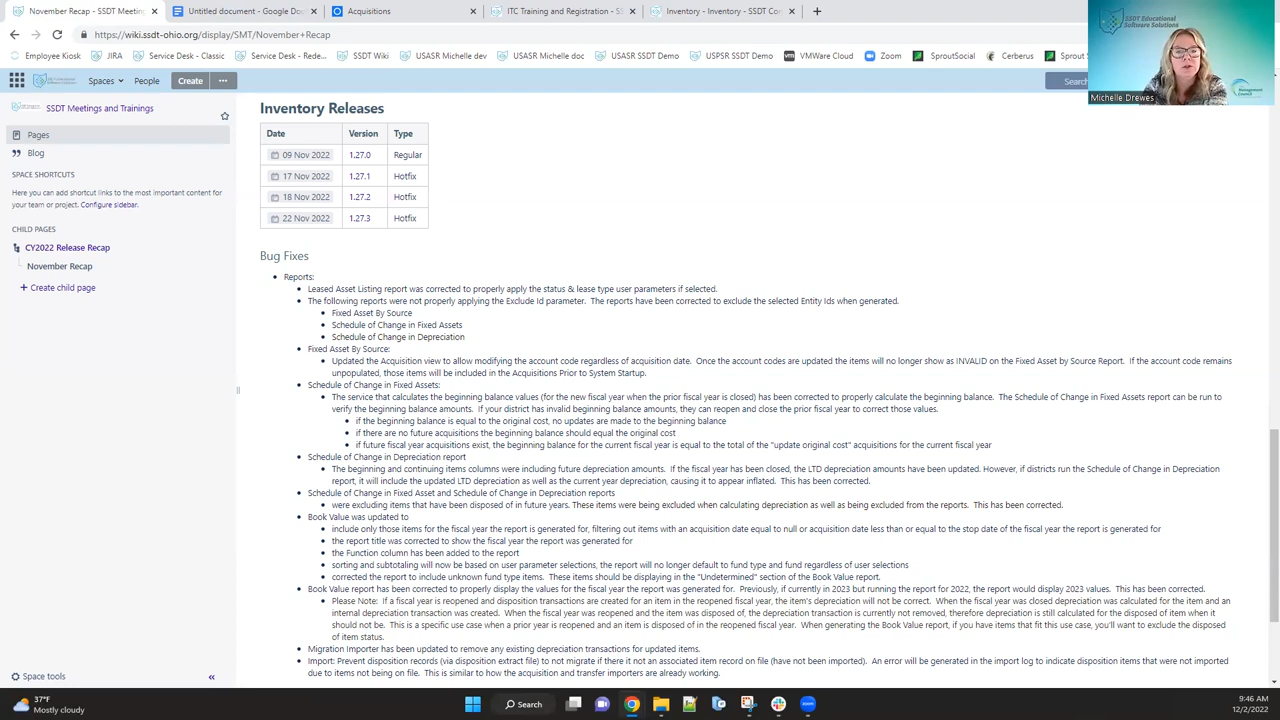 November Recap - SSDT Meeting
Untitled document - Google Do
Acquisitions
ITC Training and Registration - SS
Inventory - Inventory - SSDT Co
https://wiki.ssdt-ohio.org/display/SMT/November+Recap
Employee Kiosk
JIRA
Service Desk - Classic
Service Desk - Rede...
SSDT Wiki
USASR Michelle dev
USASR Michelle doc
USASR SSDT Demo
USPSR SSDT Demo
VMWare Cloud
Zoom
SproutSocial
Cerberus
Sprout
SSDT Educational
Software Solutions
Management
Council
Michelle Drewes
Spaces
People
Create
Search
SSDT Meetings and Trainings
Pages
Blog
SPACE SHORTCUTS
Here you can add shortcut links to the most important content for
your team or project. Configure sidebar.
CHILD PAGES
CY2022 Release Recap
November Recap
+ Create child page
Space tools
Inventory Releases
Date Version Type
09 Nov 2022 1.27.0 Regular
17 Nov 2022 1.27.1 Hotfix
18 Nov 2022 1.27.2 Hotfix
22 Nov 2022 1.27.3 Hotfix
Bug Fixes
• Reports:
• Leased Asset Listing report was corrected to properly apply the status & lease type user parameters if selected.
• The following reports were not properly applying the Exclude Id parameter. The reports have been corrected to exclude the selected Entity Ids when generated.
• Fixed Asset By Source
• Schedule of Change in Fixed Assets
• Schedule of Change in Depreciation
• Fixed Asset By Source:
• Updated the Acquisition view to allow modifying the account code regardless of acquisition date. Once the account codes are updated the items will no longer show as INVALID on the Fixed Asset by Source Report. If the account code remains
unpopulated, those items will be included in the Acquisitions Prior to System Startup.
• Schedule of Change in Fixed Assets:
• The service that calculates the beginning balance values (for the new fiscal year when the prior fiscal year is closed) has been corrected to properly calculate the beginning balance. The Schedule of Change in Fixed Assets report can be run to
verify the beginning balance amounts. If your district has invalid beginning balance amounts, they can reopen and close the prior fiscal year to correct those values.
• if the beginning balance is equal to the original cost, no updates are made to the beginning balance
• if there are no future acquisitions the beginning balance should equal the original cost
• if future fiscal year acquisitions exist, the beginning balance for the current fiscal year is equal to the total of the "update original cost" acquisitions for the current fiscal year
• Schedule of Change in Depreciation report
• The beginning and continuing items columns were including future depreciation amounts. If the fiscal year has been closed, the LTD depreciation amounts have been updated. However, if districts run the Schedule of Change in Depreciation
report, it will include the updated LTD depreciation as well as the current year depreciation, causing it to appear inflated. This has been corrected.
• Schedule of Change in Fixed Asset and Schedule of Change in Depreciation reports
• were excluding items that have been disposed of in future years. These items were being excluded when calculating depreciation as well as being excluded from the reports. This has been corrected.
• Book Value was updated to
• include only those items for the fiscal year the report is generated for, filtering out items with an acquisition date equal to null or acquisition date less than or equal to the stop date of the fiscal year the report is generated for
• the report title was corrected to show the fiscal year the report was generated for
• the Function column has been added to the report
• sorting and subtotaling will now be based on user parameter selections, the report will no longer default to fund type and fund regardless of user selections
• corrected the report to include unknown fund type items. These items should be displaying in the "Undetermined" section of the Book Value report.
• Book Value report has been corrected to properly display the values for the fiscal year the report was generated for. Previously, if currently in 2023 but running the report for 2022, the report would display 2023 values. This has been corrected.
• Please Note: If a fiscal year is reopened and disposition transactions are created for an item in the reopened fiscal year, the item's depreciation will not be correct. When the fiscal year was closed depreciation was calculated for the item and an
internal depreciation transaction was created. When the fiscal year was reopened and the item was disposed of, the depreciation transaction is currently not removed, therefore depreciation is still calculated for the disposed of item when it
should not be. This is a specific use case when a prior year is reopened and an item is disposed of in the reopened fiscal year. When generating the Book Value report, if you have items that fit this use case, you'll want to exclude the disposed
of item status.
• Migration Importer has been updated to remove any existing depreciation transactions for updated items.
• Import: Prevent disposition records (via disposition extract file) to not migrate if there it not an associated item record on file (have not been imported). An error will be generated in the import log to indicate disposition items that were not imported
due to items not being on file. This is similar to how the acquisition and transfer importers are already working.
37°F
Mostly cloudy
Search
9:46 AM
12/2/2022